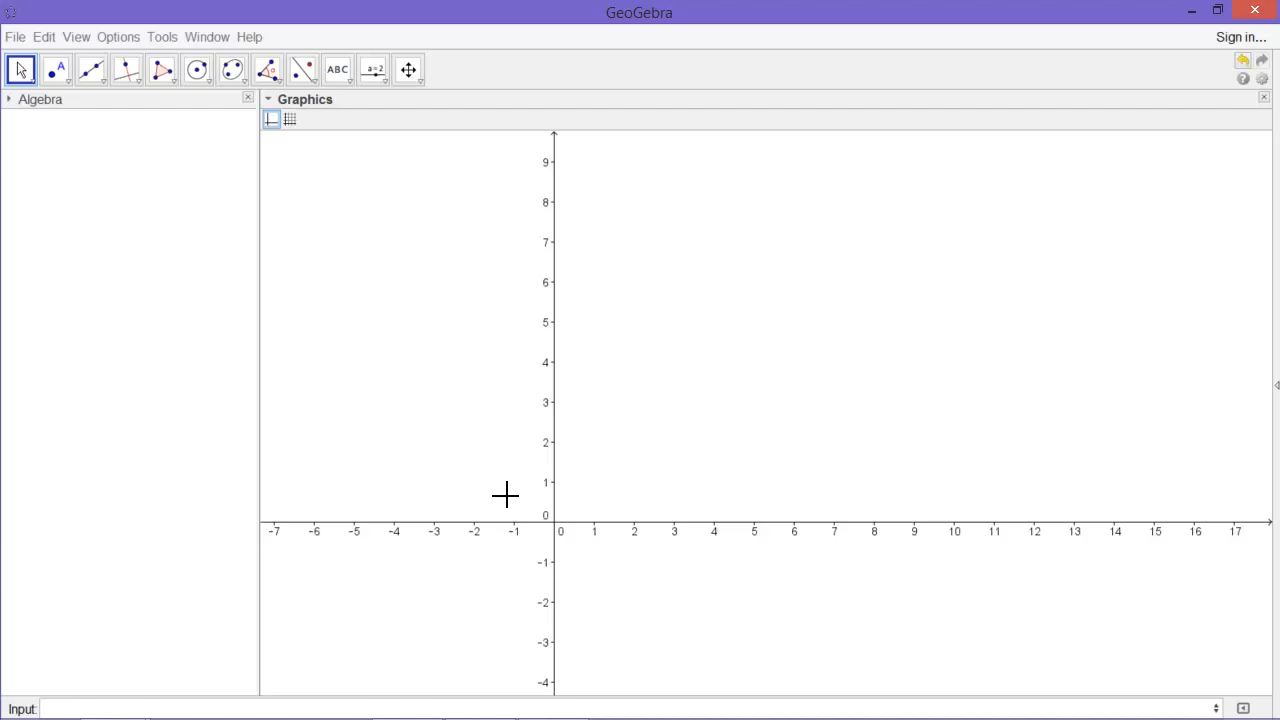 GeoGebra
File Edit View Options Tools Window Help Sign in...
A ABC a=2
Algebra Graphics
9
8
7
6
5
4
3
2
1
0
-7 -6 -5 -4 -3 -2 -1 0 1 2 3 4 5 6 7 8 9 10 11 12 13 14 15 16 17
-1
-2
-3
-4
Input: